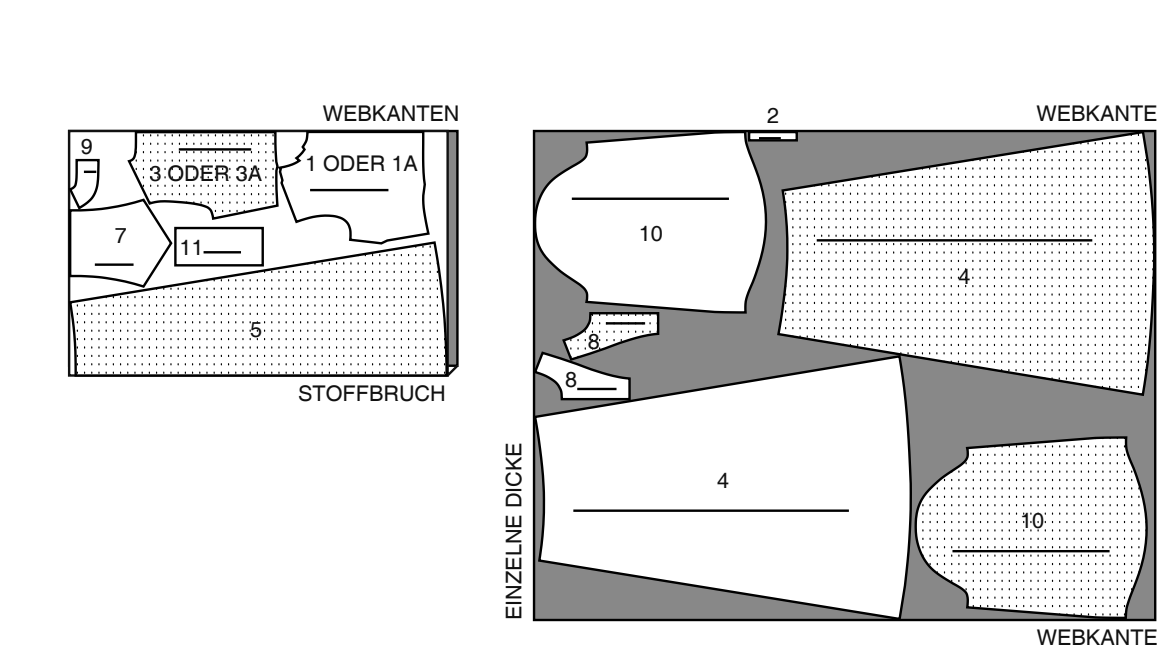 WEBKANTEN
9
3 ODER 3A
1 ODER 1A
7
11
5
STOFFBRUCH
2
WEBKANTE
10
4
8
8
4
10
EINZELNE DICKE
WEBKANTE